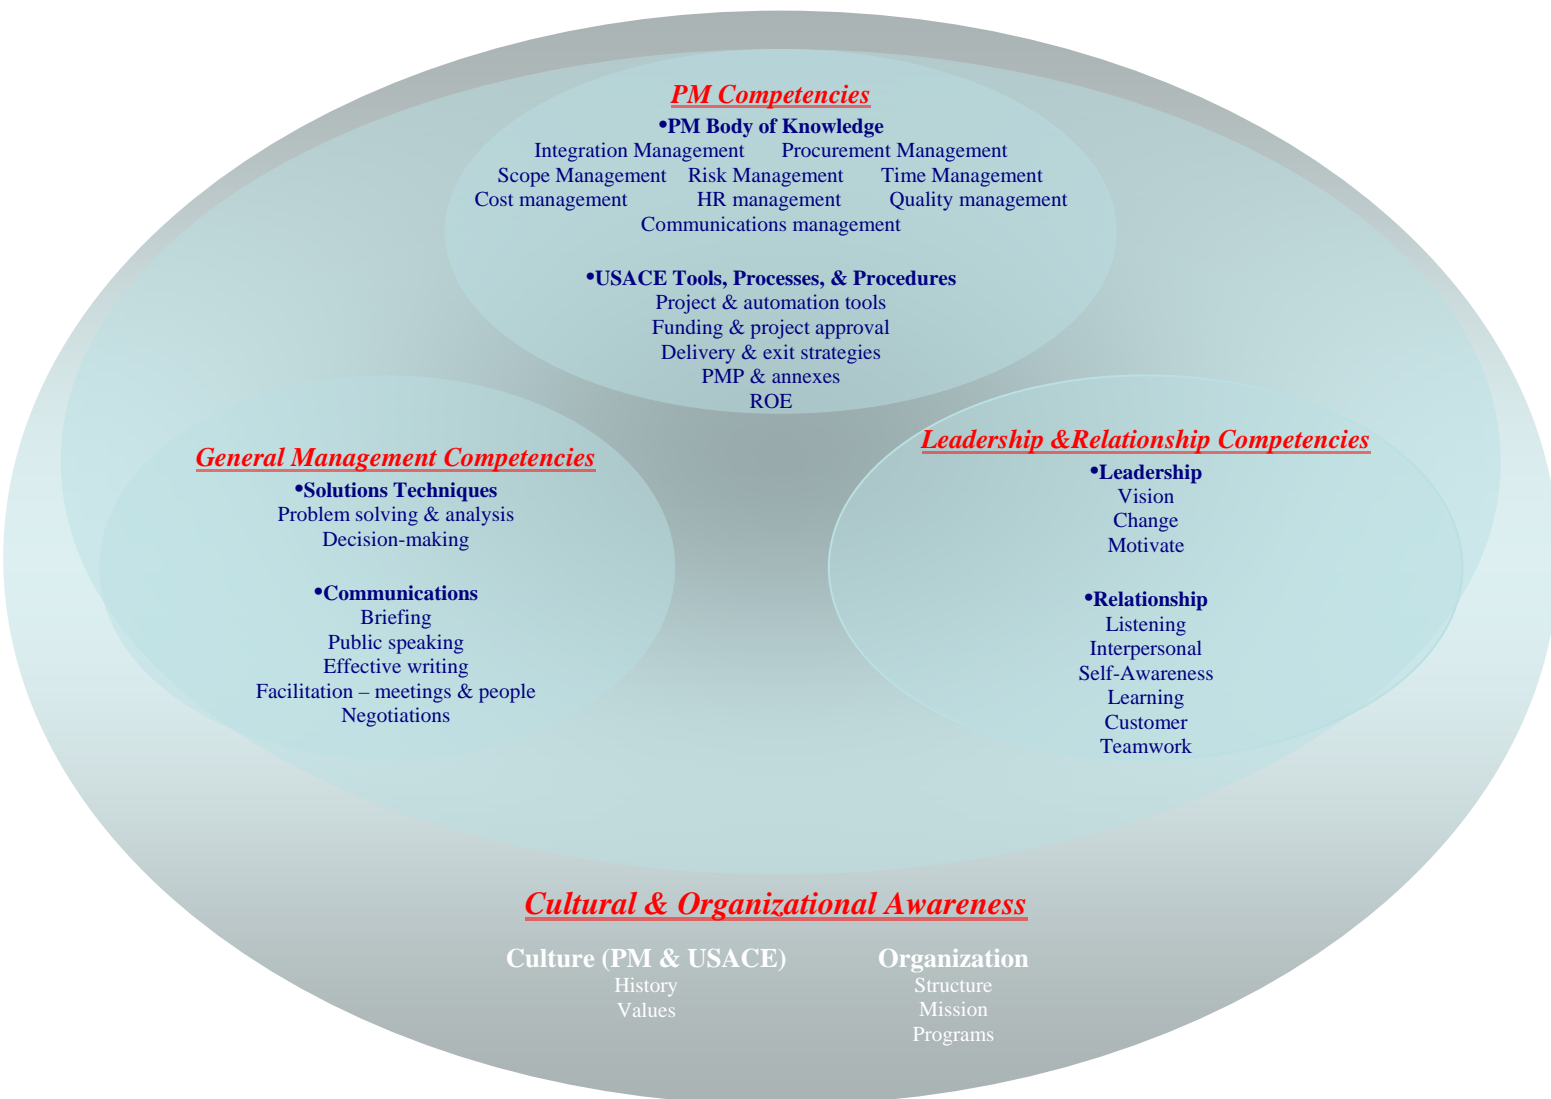 PM Competencies
•PM Body of Knowledge
Integration Management Procurement Management
Scope Management Risk Management Time Management
Cost management HR management Quality management
Communications management
•USACE Tools, Processes, & Procedures
Project & automation tools
Funding & project approval
Delivery & exit strategies
PMP & annexes
ROE
General Management Competencies
•Solutions Techniques
Problem solving & analysis
Decision-making
•Communications
Briefing
Public speaking
Effective writing
Facilitation – meetings & people
Negotiations
Leadership &Relationship Competencies
•Leadership
Vision
Change
Motivate
•Relationship
Listening
Interpersonal
Self-Awareness
Learning
Customer
Teamwork
Cultural & Organizational Awareness
Culture (PM & USACE)
History
Values
Organization
Structure
Mission
Programs